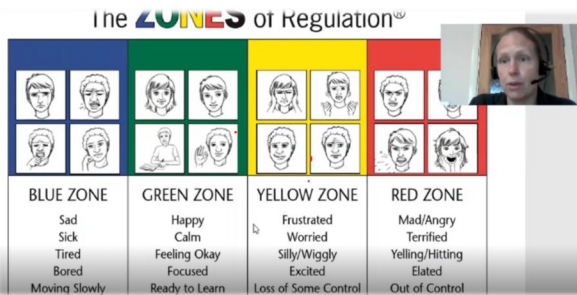 The ZONES of Regulation®
BLUE ZONE GREEN ZONE YELLOW ZONE RED ZONE
Sad Happy Frustrated Mad/Angry
Sick Calm Worried Terrified
Tired Feeling Okay Silly/Wiggly Yelling/Hitting
Bored Focused Excited Elated
Moving Slowly Ready to Learn Loss of Some Control Out of Control